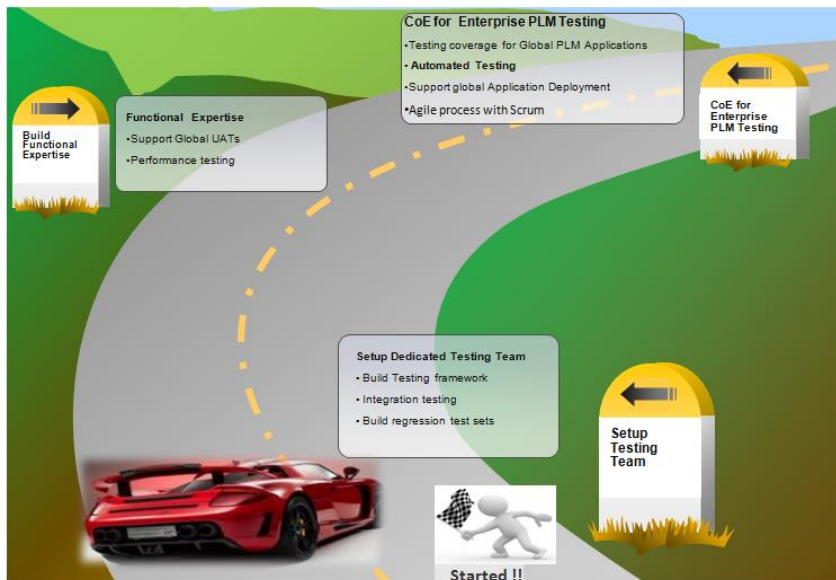 CoE for Enterprise PLM Testing
•Testing coverage for Global PLM Applications
• Automated Testing
•Support global Application Deployment
•Agile process with Scrum
CoE for
Enterprise
PLM Testing
Build
Functional
Expertise
Functional Expertise
•Support Global UATs
•Performance testing
Setup Dedicated Testing Team
• Build Testing framework
• Integration testing
• Build regression test sets
Setup
Testing
Team
Started !!